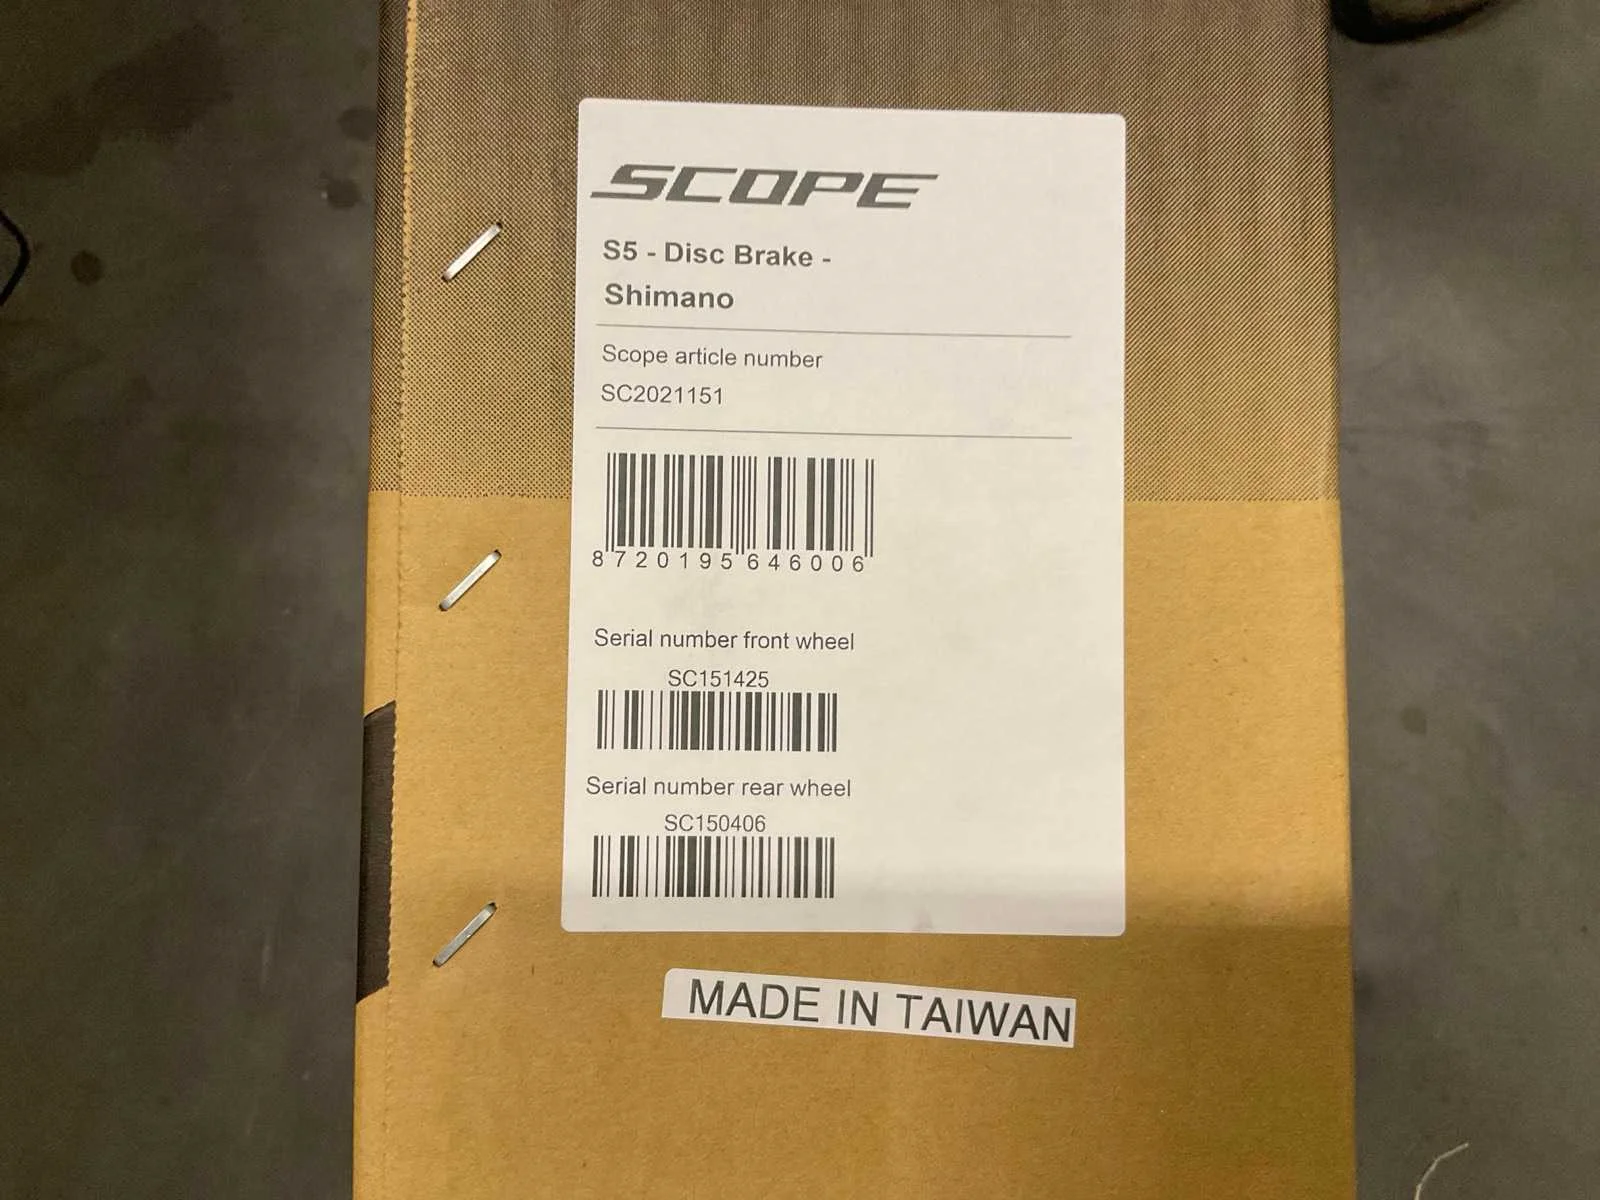 SCOPE
S5 - Disc Brake -
Shimano
Scope article number
SC2021151
8720195646006
Serial number front wheel
SC151425
Serial number rear wheel
SC150406
MADE IN TAIWAN